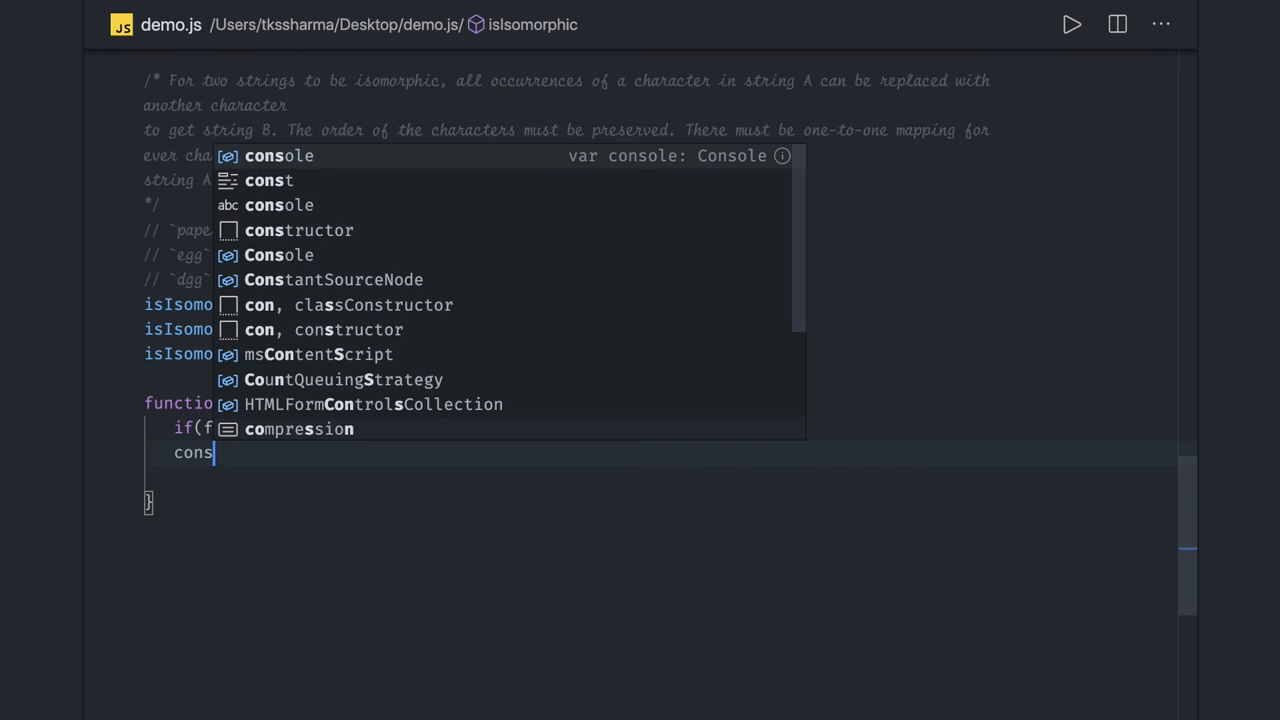 JS demo.js /Users/tkssharma/Desktop/demo.js/ isIsomorphic
/* For two strings to be isomorphic, all occurrences of a character in string A can be replaced with
another character
to get string B. The order of the characters must be preserved. There must be one-to-one mapping for
ever cha
string A
*/
// `pape
// `egg`
// `dgg`
isIsomo
isIsomo
isIsomo
functio
if(f
cons
}
console var console: Console
const
abc console
constructor
Console
ConstantSourceNode
con, classConstructor
con, constructor
msContentScript
CountQueuingStrategy
HTMLFormControlsCollection
compression